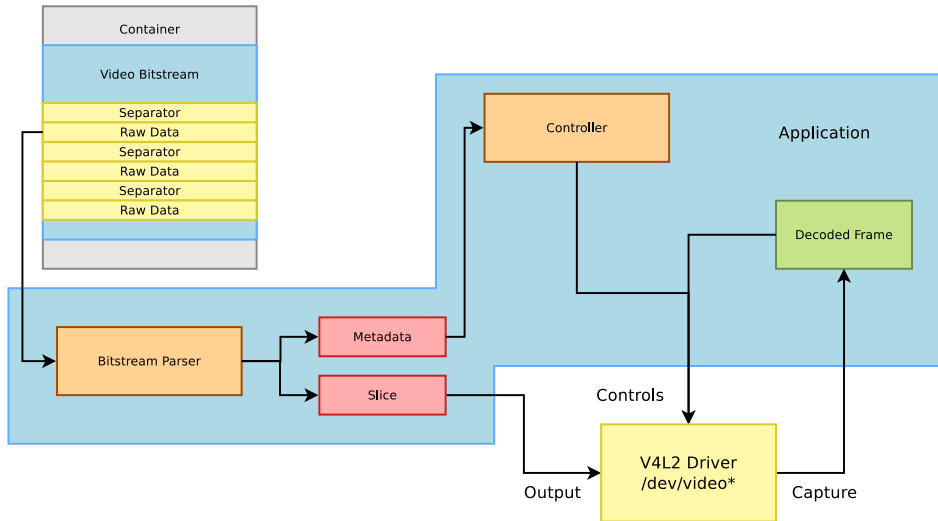 Container
Video Bitstream
Separator
Raw Data
Separator
Raw Data
Separator
Raw Data
Controller
Application
Decoded Frame
Bitstream Parser
Metadata
Slice
Controls
V4L2 Driver
/dev/video*
Output
Capture